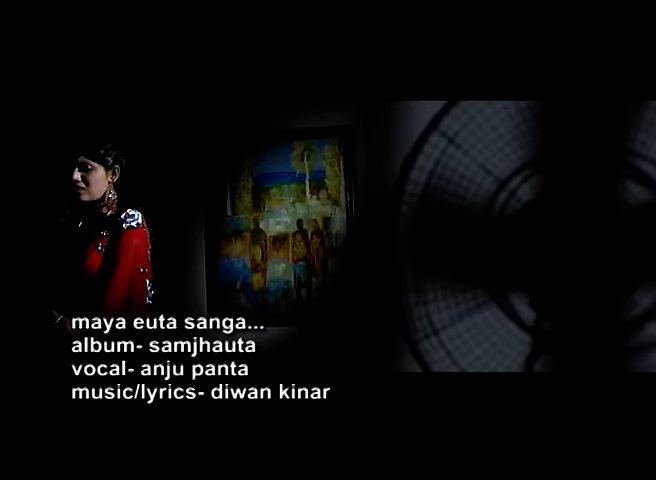 maya euta sanga...
album- samjhauta
vocal- anju panta
music/lyrics- diwan kinar